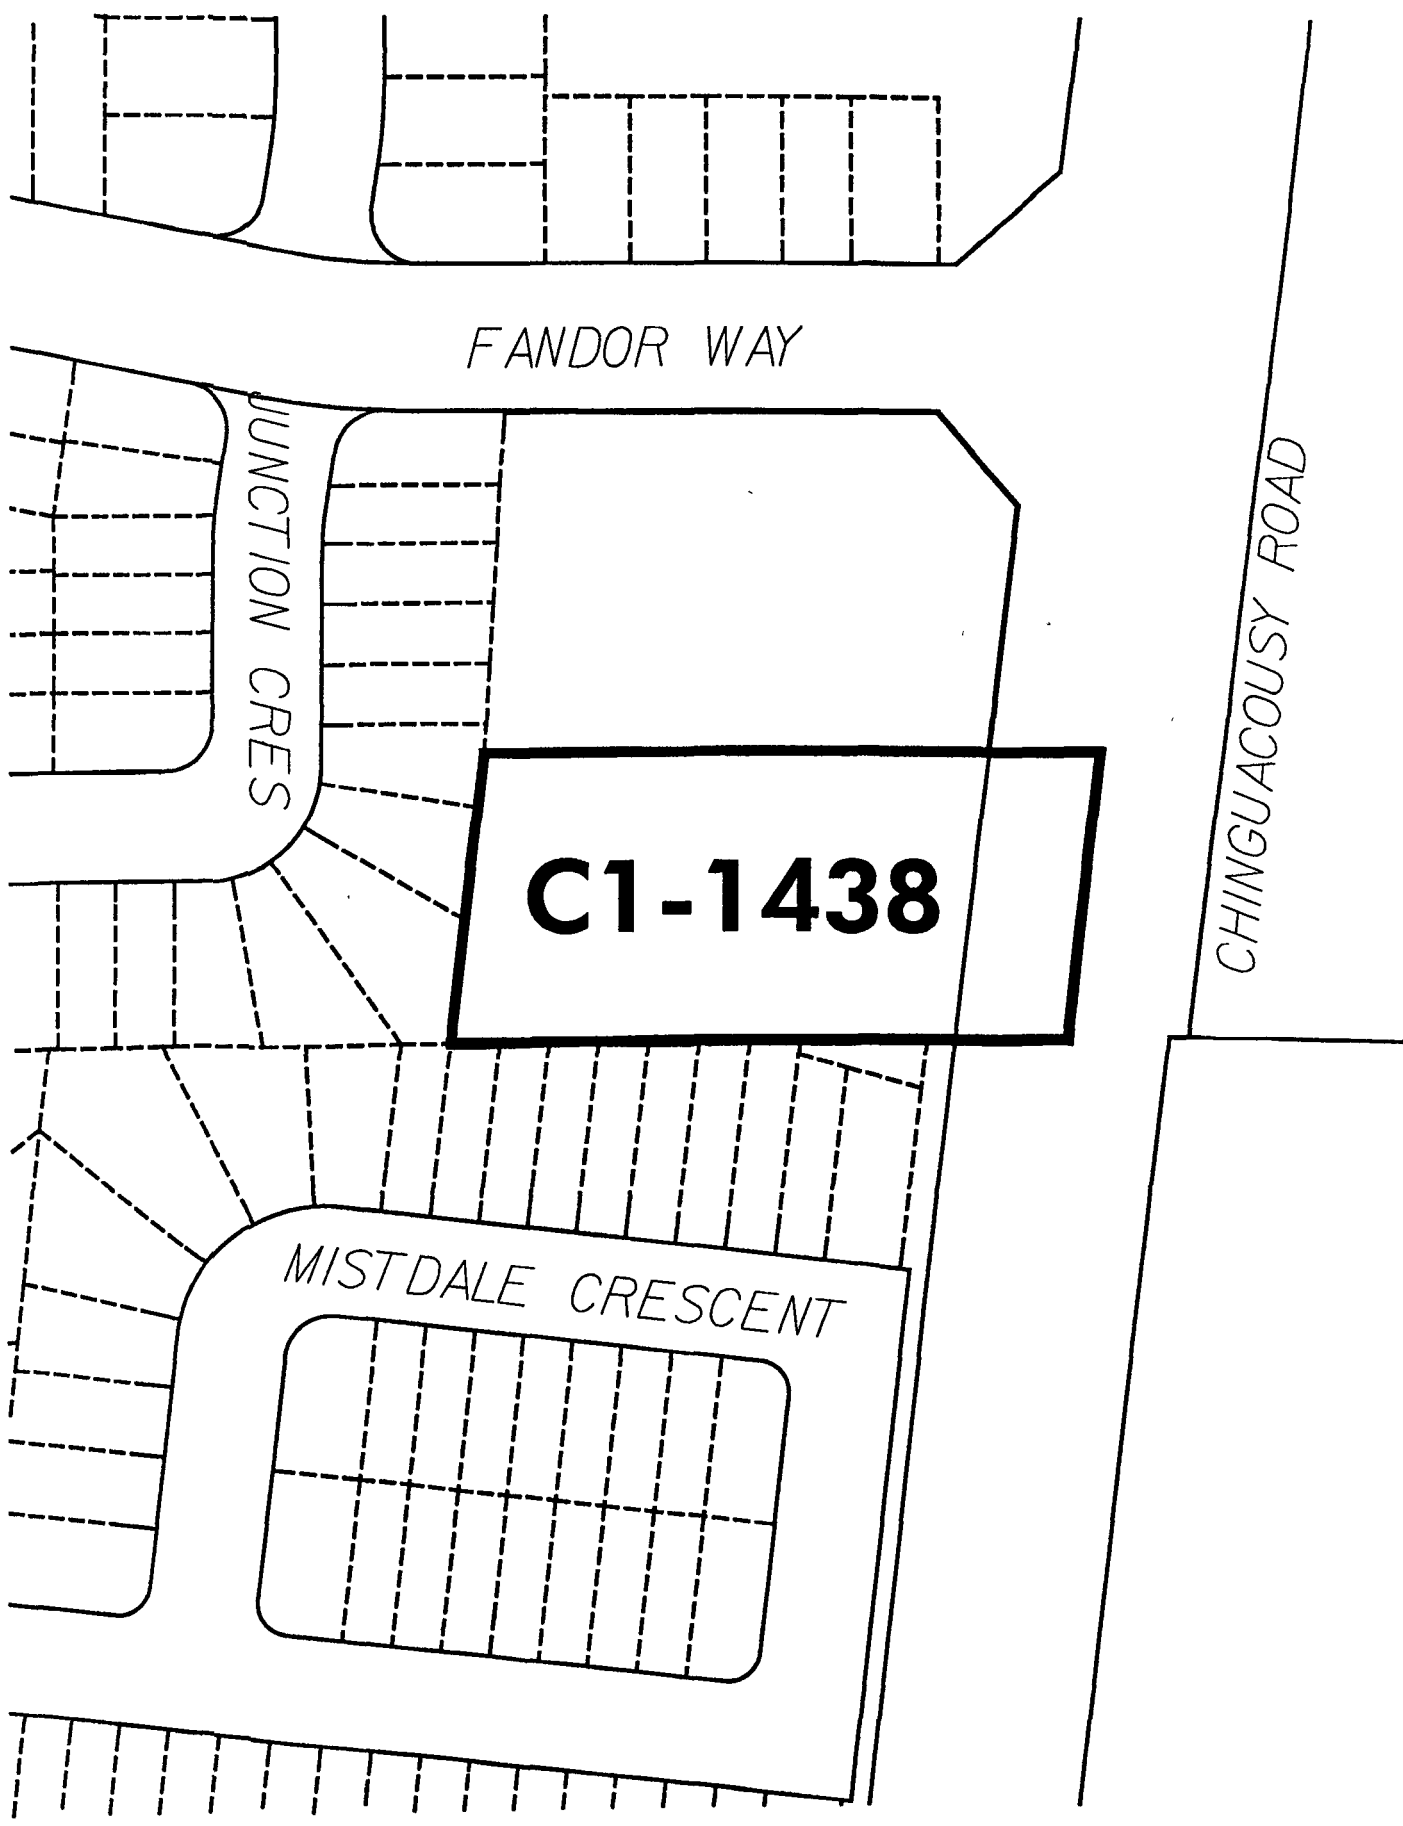 FANDOR WAY
JUNCTION CRES
CHINGUACOUSY ROAD
C1-1438
MISTDALE CRESCENT